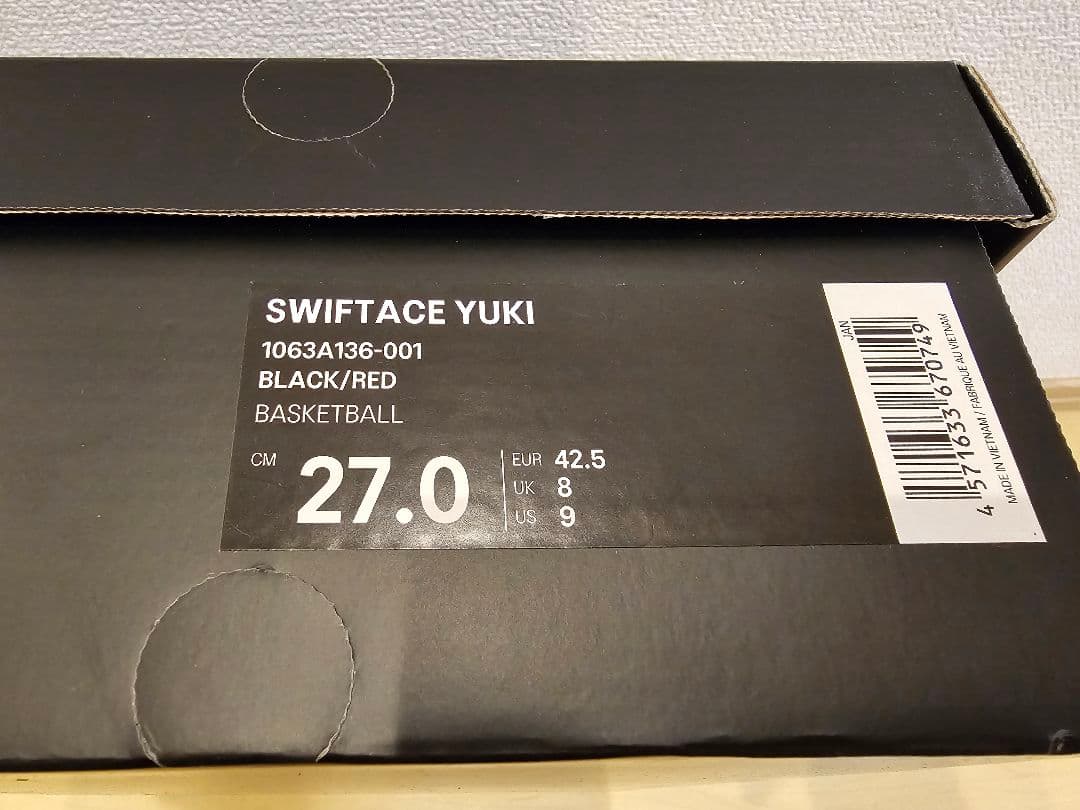 SWIFTACE YUKI
1063A136-001
BLACK/RED
BASKETBALL
CM 27.0
EUR 42.5
UK 8
US 9
JAN
4 571633 670749
MADE IN VIETNAM / FABRIQUE AU VIETNAM